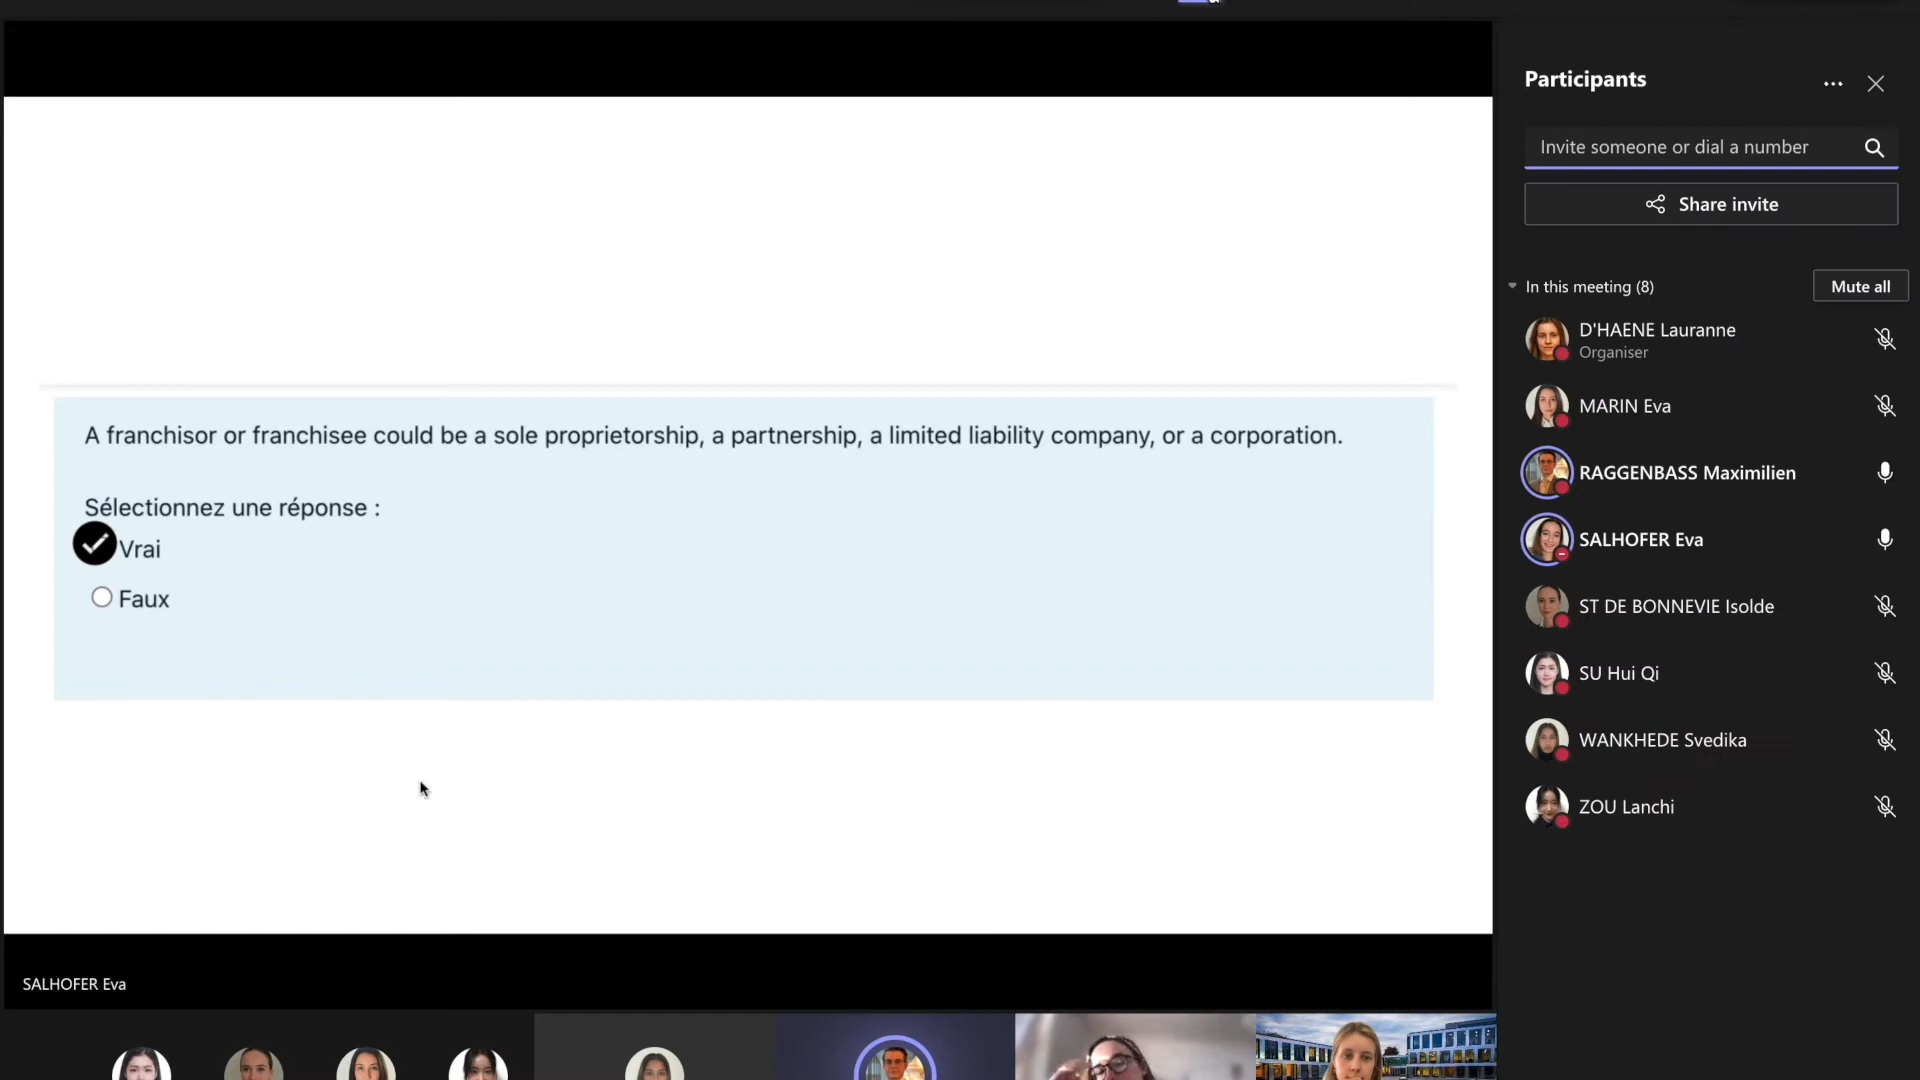 A franchisor or franchisee could be a sole proprietorship, a partnership, a limited liability company, or a corporation.
Sélectionnez une réponse :
Vrai
Faux
SALHOFER Eva
Participants
Invite someone or dial a number
Share invite
In this meeting (8)
Mute all
D'HAENE Lauranne
Organiser
MARIN Eva
RAGGENBASS Maximilien
SALHOFER Eva
ST DE BONNEVIE Isolde
SU Hui Qi
WANKHEDE Svedika
ZOU Lanchi